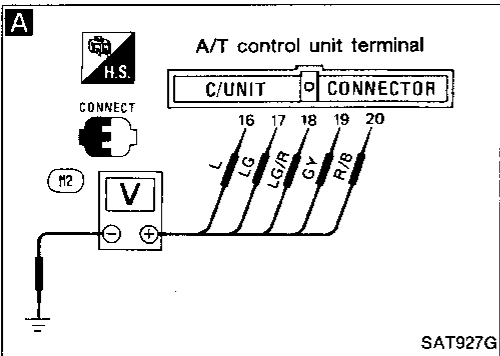 A
A/T control unit terminal
H.S.
C/UNIT CONNECTOR
CONNECT
16 17 18 19 20
L LG LG/R GY R/B
M2
V
SAT927G